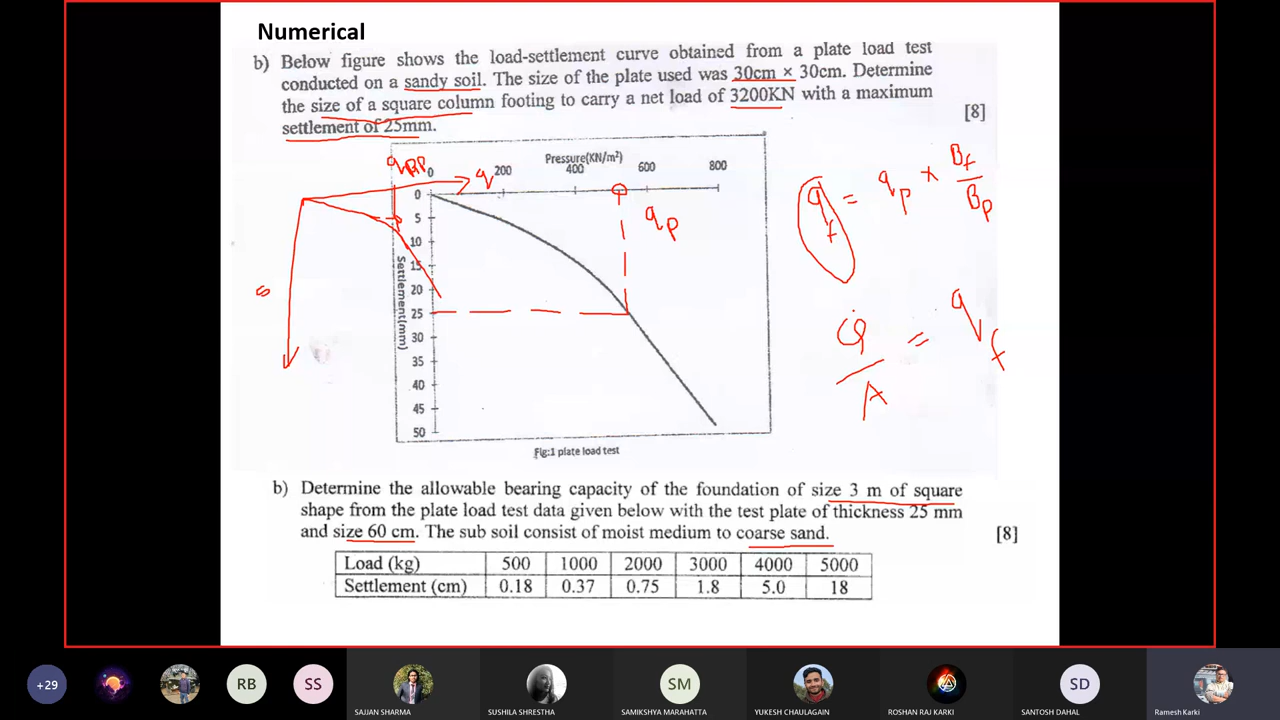 Numerical
b) Below figure shows the load-settlement curve obtained from a plate load test
conducted on a sandy soil. The size of the plate used was 30cm × 30cm. Determine
the size of a square column footing to carry a net load of 3200KN with a maximum
settlement of 25mm.
[8]
Pressure(KN/m²)
0 200 400 600 800
q
q_p
q_f = q_p × B_f / B_p
Q / A = q_f
s
Settlement(mm)
0
5
10
15
20
25
30
35
40
45
50
Fig:1 plate load test
b) Determine the allowable bearing capacity of the foundation of size 3 m of square
shape from the plate load test data given below with the test plate of thickness 25 mm
and size 60 cm. The sub soil consist of moist medium to coarse sand.
[8]
Load (kg) 500 1000 2000 3000 4000 5000
Settlement (cm) 0.18 0.37 0.75 1.8 5.0 18
+29 RB SS SM SD
SAJJAN SHARMA SUSHILA SHRESTHA SAMIKSHYA MARAHATTA YUKESH CHAULAGAIN ROSHAN RAJ KARKI SANTOSH DAHAL Ramesh Karki